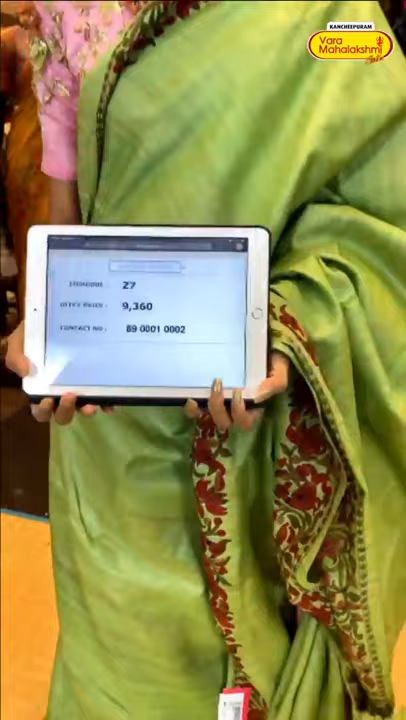 KANCHEEPURAM
Vara
Mahalakshmi
27
OFFER PRICE : 9,360
CONTACT NO : 89 0001 0002